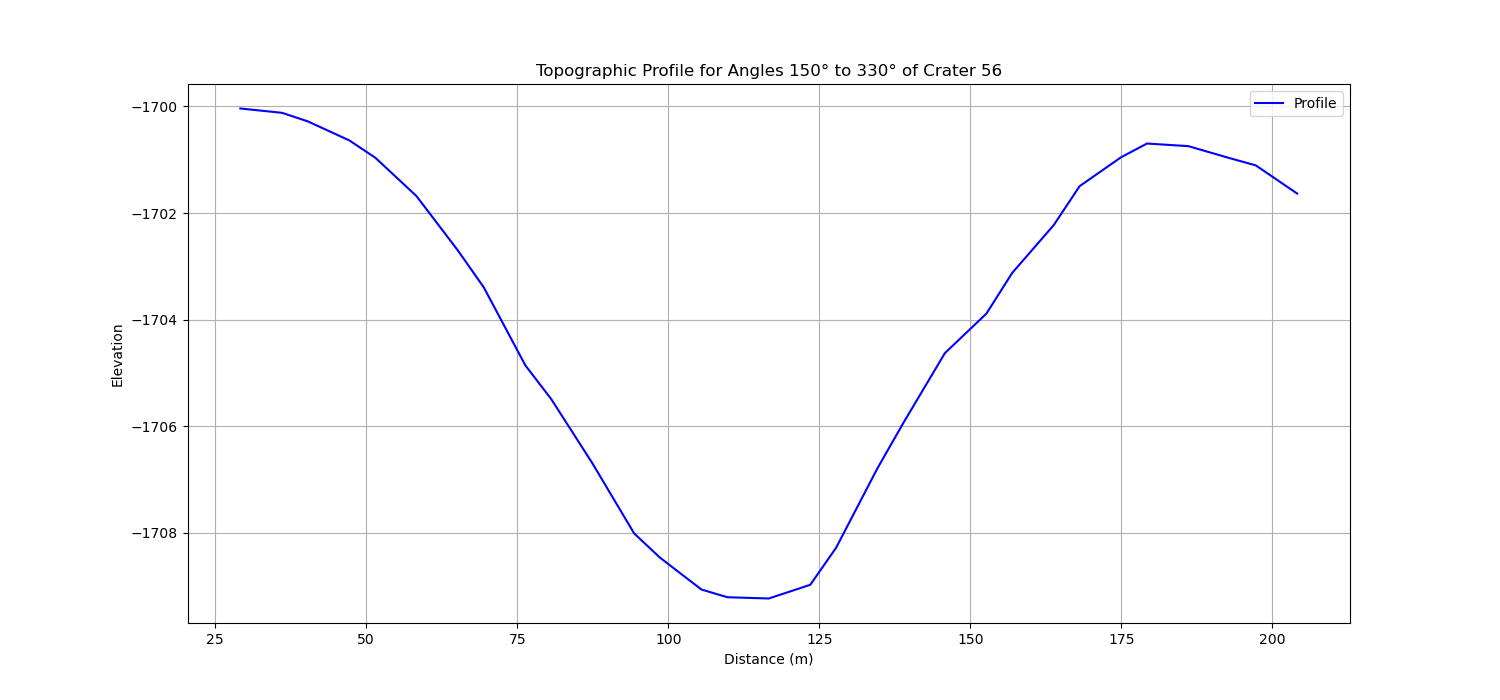 Topographic Profile for Angles 150° to 330° of Crater 56
Profile
−1700
−1702
−1704
−1706
−1708
Elevation
25 50 75 100 125 150 175 200
Distance (m)